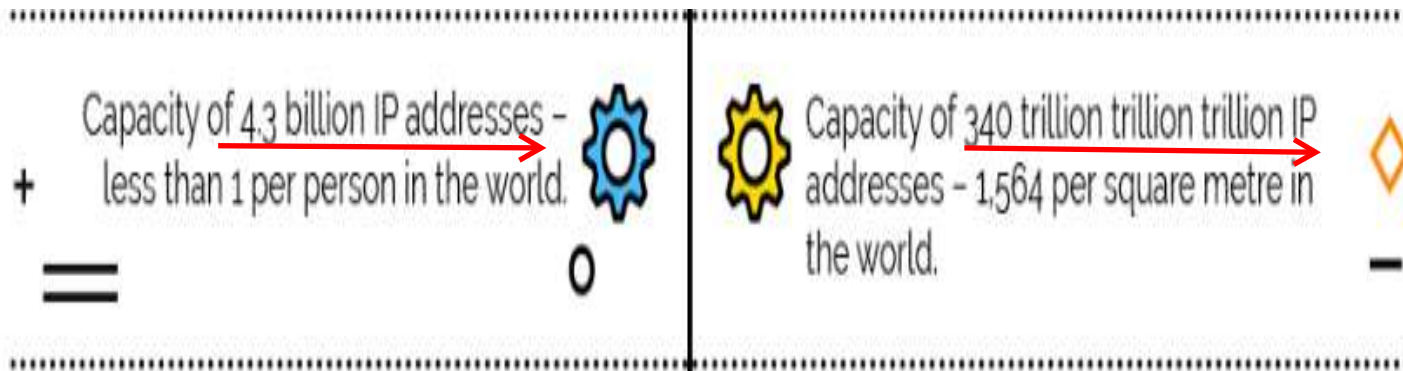 Capacity of 4.3 billion IP addresses –
less than 1 per person in the world.
Capacity of 340 trillion trillion trillion IP
addresses – 1,564 per square metre in
the world.